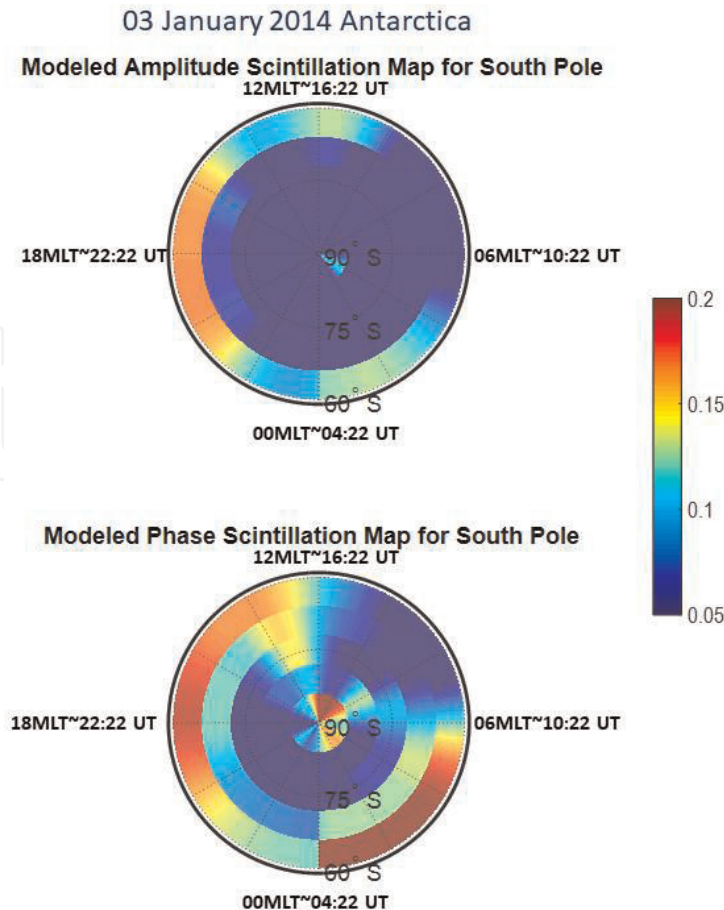 03 January 2014 Antarctica
Modeled Amplitude Scintillation Map for South Pole
12MLT~16:22 UT
18MLT~22:22 UT
90° S
06MLT~10:22 UT
75° S
60° S
00MLT~04:22 UT
0.2
0.15
0.1
0.05
Modeled Phase Scintillation Map for South Pole
12MLT~16:22 UT
18MLT~22:22 UT
90° S
06MLT~10:22 UT
75° S
60° S
00MLT~04:22 UT